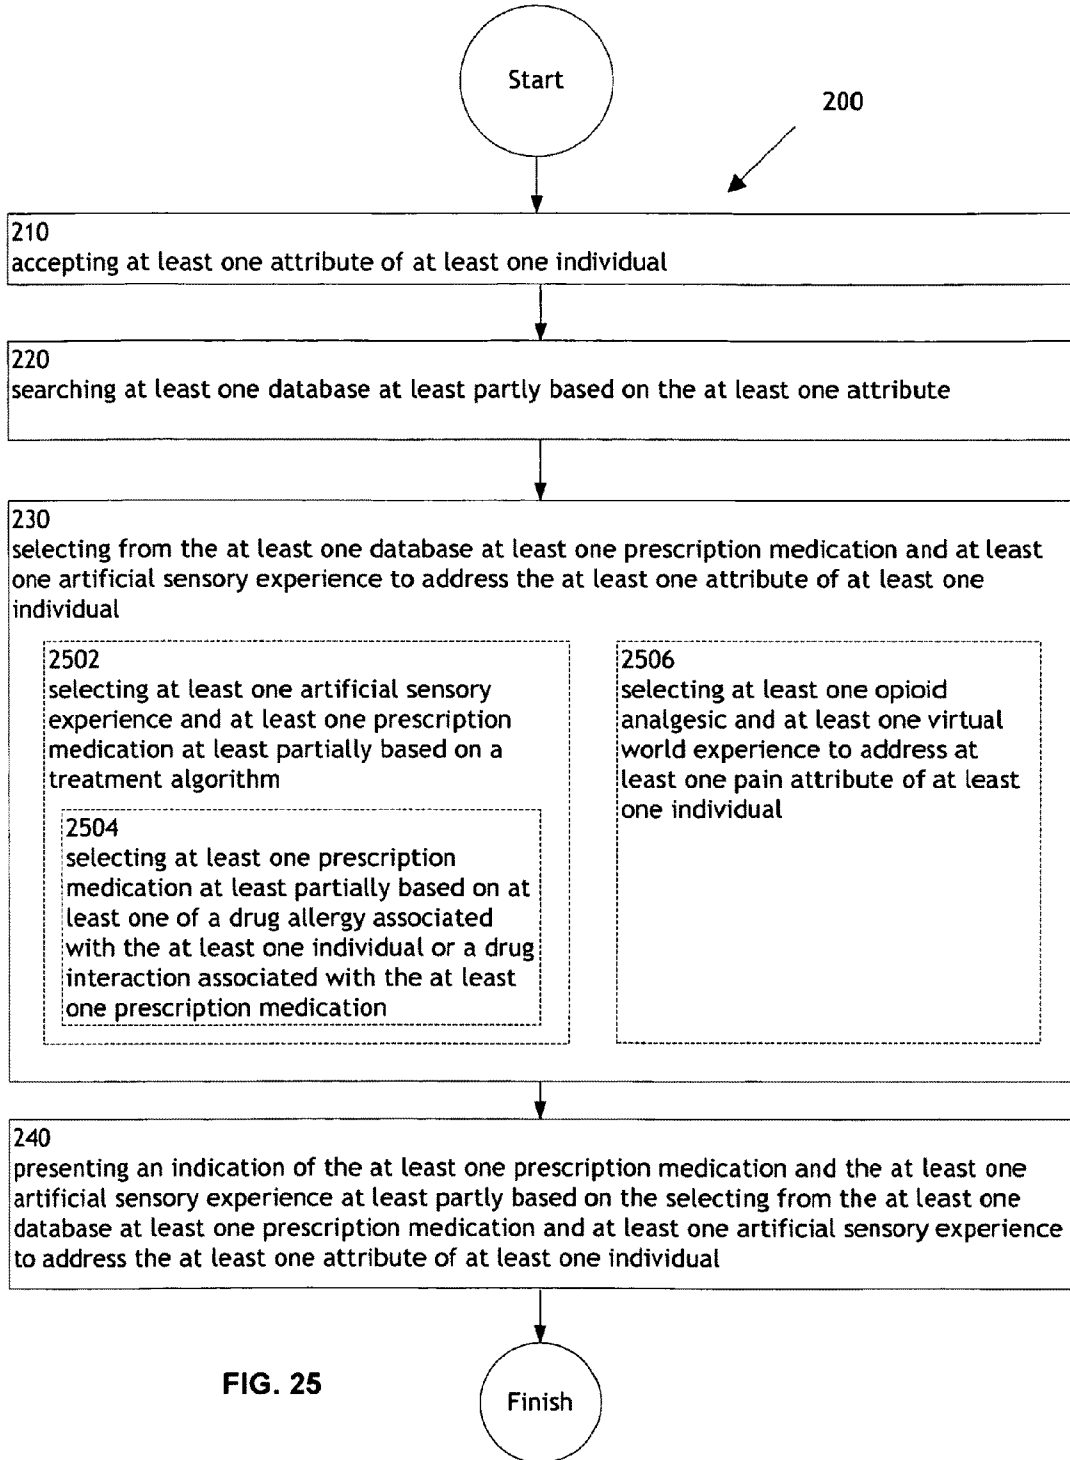 Start
200
210
accepting at least one attribute of at least one individual
220
searching at least one database at least partly based on the at least one attribute
230
selecting from the at least one database at least one prescription medication and at least
one artificial sensory experience to address the at least one attribute of at least one
individual
2502
selecting at least one artificial sensory
experience and at least one prescription
medication at least partially based on a
treatment algorithm
2504
selecting at least one prescription
medication at least partially based on at
least one of a drug allergy associated
with the at least one individual or a drug
interaction associated with the at least
one prescription medication
2506
selecting at least one opioid
analgesic and at least one virtual
world experience to address at
least one pain attribute of at least
one individual
240
presenting an indication of the at least one prescription medication and the at least one
artificial sensory experience at least partly based on the selecting from the at least one
database at least one prescription medication and at least one artificial sensory experience
to address the at least one attribute of at least one individual
FIG. 25
Finish